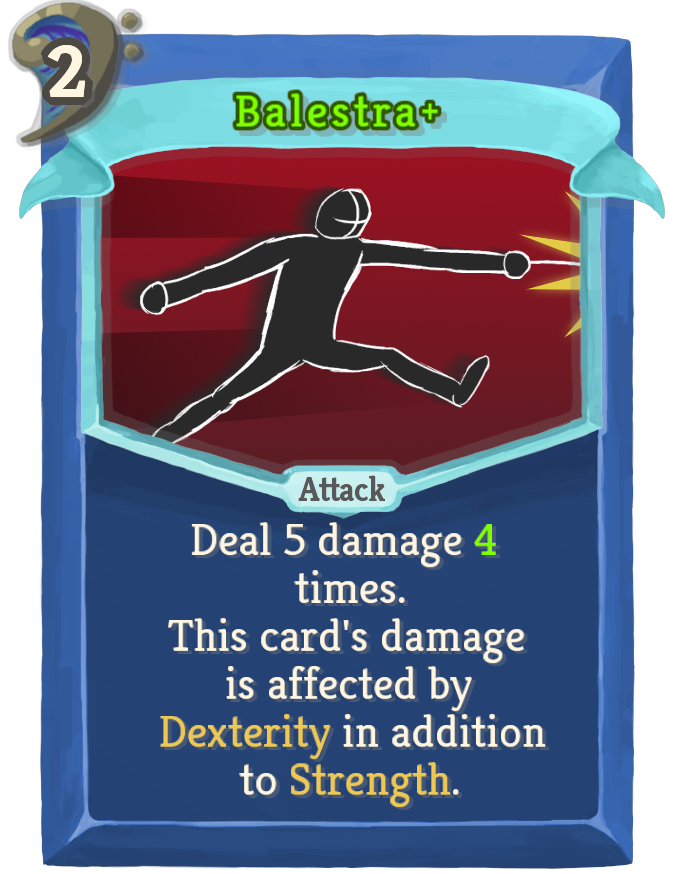 2
Balestra+
Attack
Deal 5 damage 4
times.
This card's damage
is affected by
Dexterity in addition
to Strength.